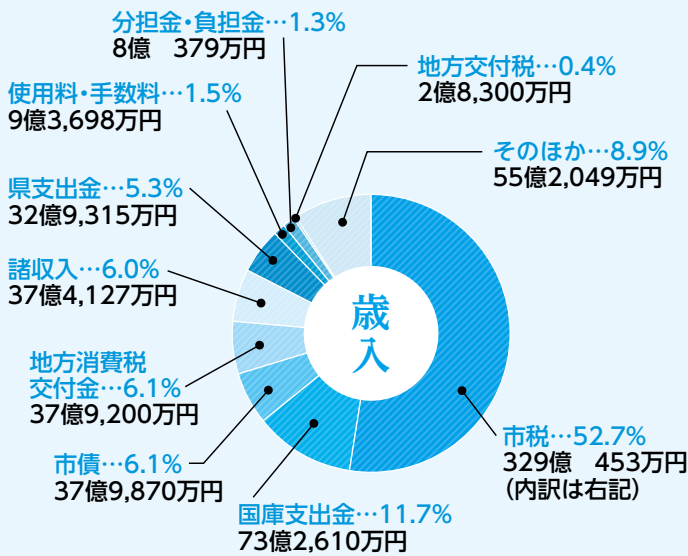 分担金・負担金…1.3%
8億　379万円
地方交付税…0.4%
2億8,300万円
使用料・手数料…1.5%
9億3,698万円
そのほか…8.9%
55億2,049万円
県支出金…5.3%
32億9,315万円
諸収入…6.0%
37億4,127万円
歳
入
地方消費税
交付金…6.1%
37億9,200万円
市税…52.7%
329億　453万円
（内訳は右記）
市債…6.1%
37億9,870万円
国庫支出金…11.7%
73億2,610万円